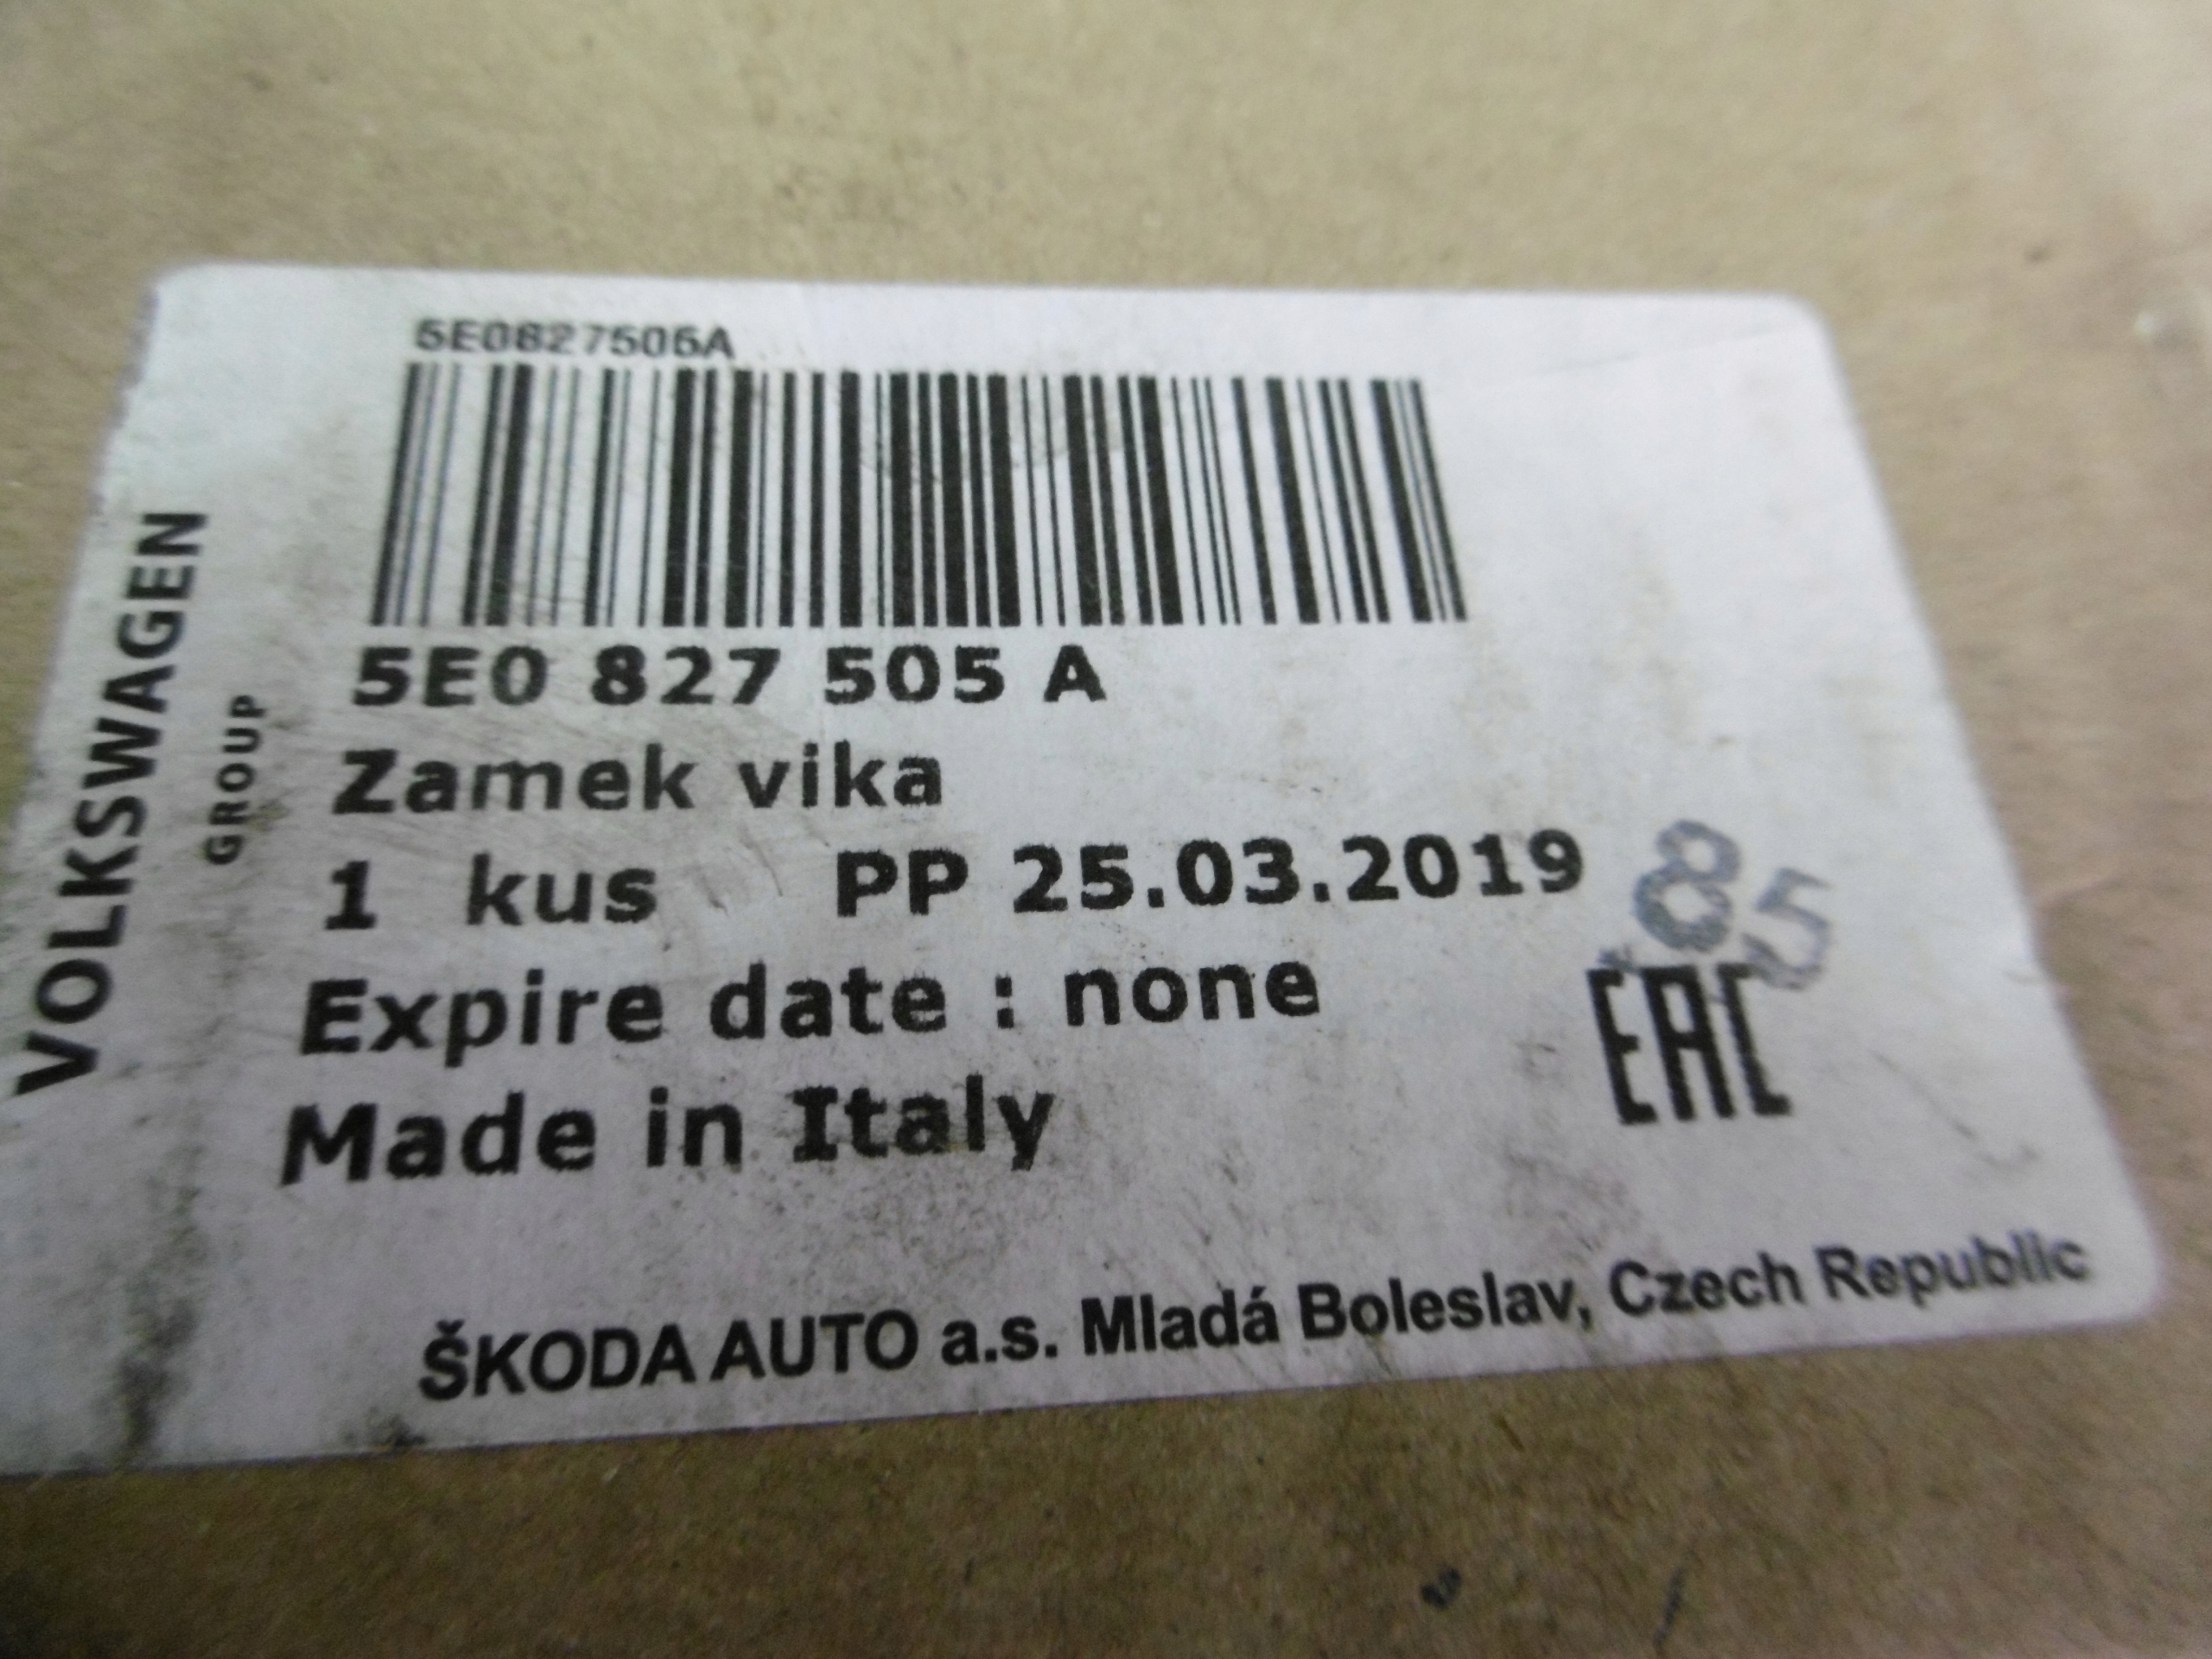 5E0827505A
5E0 827 505 A
Zamek vika
1 kus PP 25.03.2019
85
Expire date : none
EAC
Made in Italy
ŠKODA AUTO a.s. Mladá Boleslav, Czech Republic
VOLKSWAGEN
GROUP